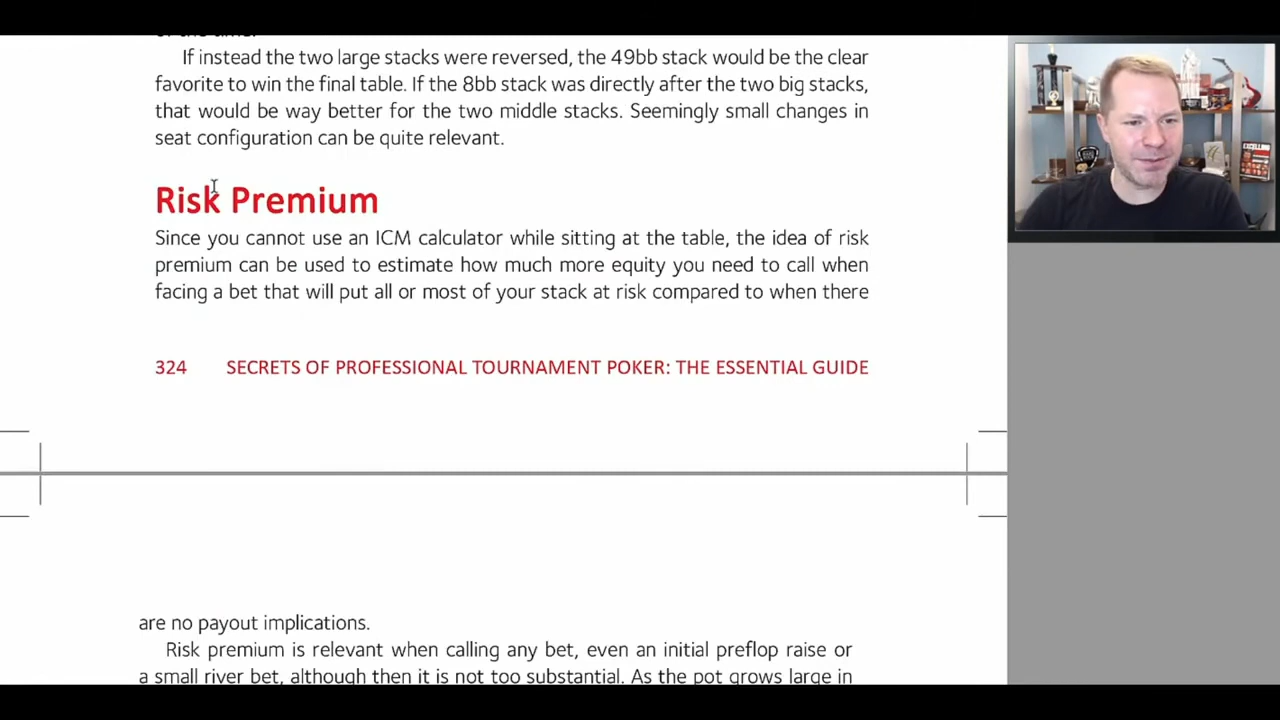 If instead the two large stacks were reversed, the 49bb stack would be the clear
favorite to win the final table. If the 8bb stack was directly after the two big stacks,
that would be way better for the two middle stacks. Seemingly small changes in
seat configuration can be quite relevant.
Risk Premium
Since you cannot use an ICM calculator while sitting at the table, the idea of risk
premium can be used to estimate how much more equity you need to call when
facing a bet that will put all or most of your stack at risk compared to when there
324 SECRETS OF PROFESSIONAL TOURNAMENT POKER: THE ESSENTIAL GUIDE
are no payout implications.
Risk premium is relevant when calling any bet, even an initial preflop raise or
a small river bet, although then it is not too substantial. As the pot grows large in